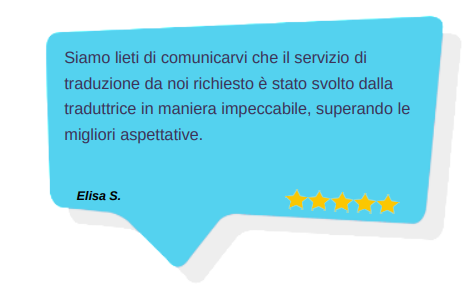 Siamo lieti di comunicarvi che il servizio di
traduzione da noi richiesto è stato svolto dalla
traduttrice in maniera impeccabile, superando le
migliori aspettative.
Elisa S.